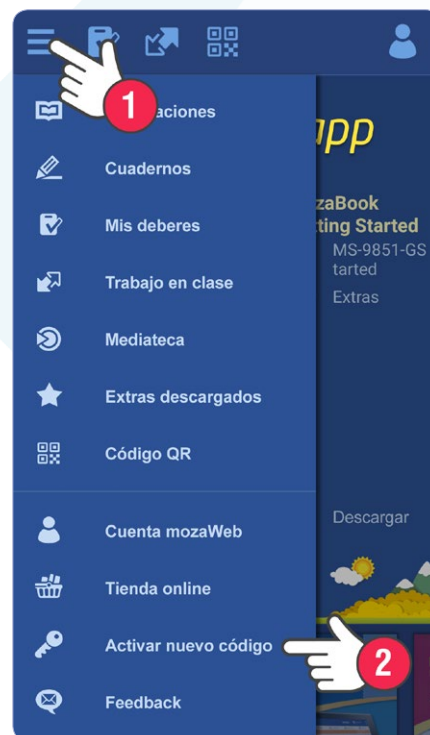 1
aciones
app
Cuadernos
zaBook
ting Started
Mis deberes
MS-9851-GS
tarted
Trabajo en clase
Extras
Mediateca
Extras descargados
Código QR
Descargar
Cuenta mozaWeb
Tienda online
Activar nuevo código
2
Feedback